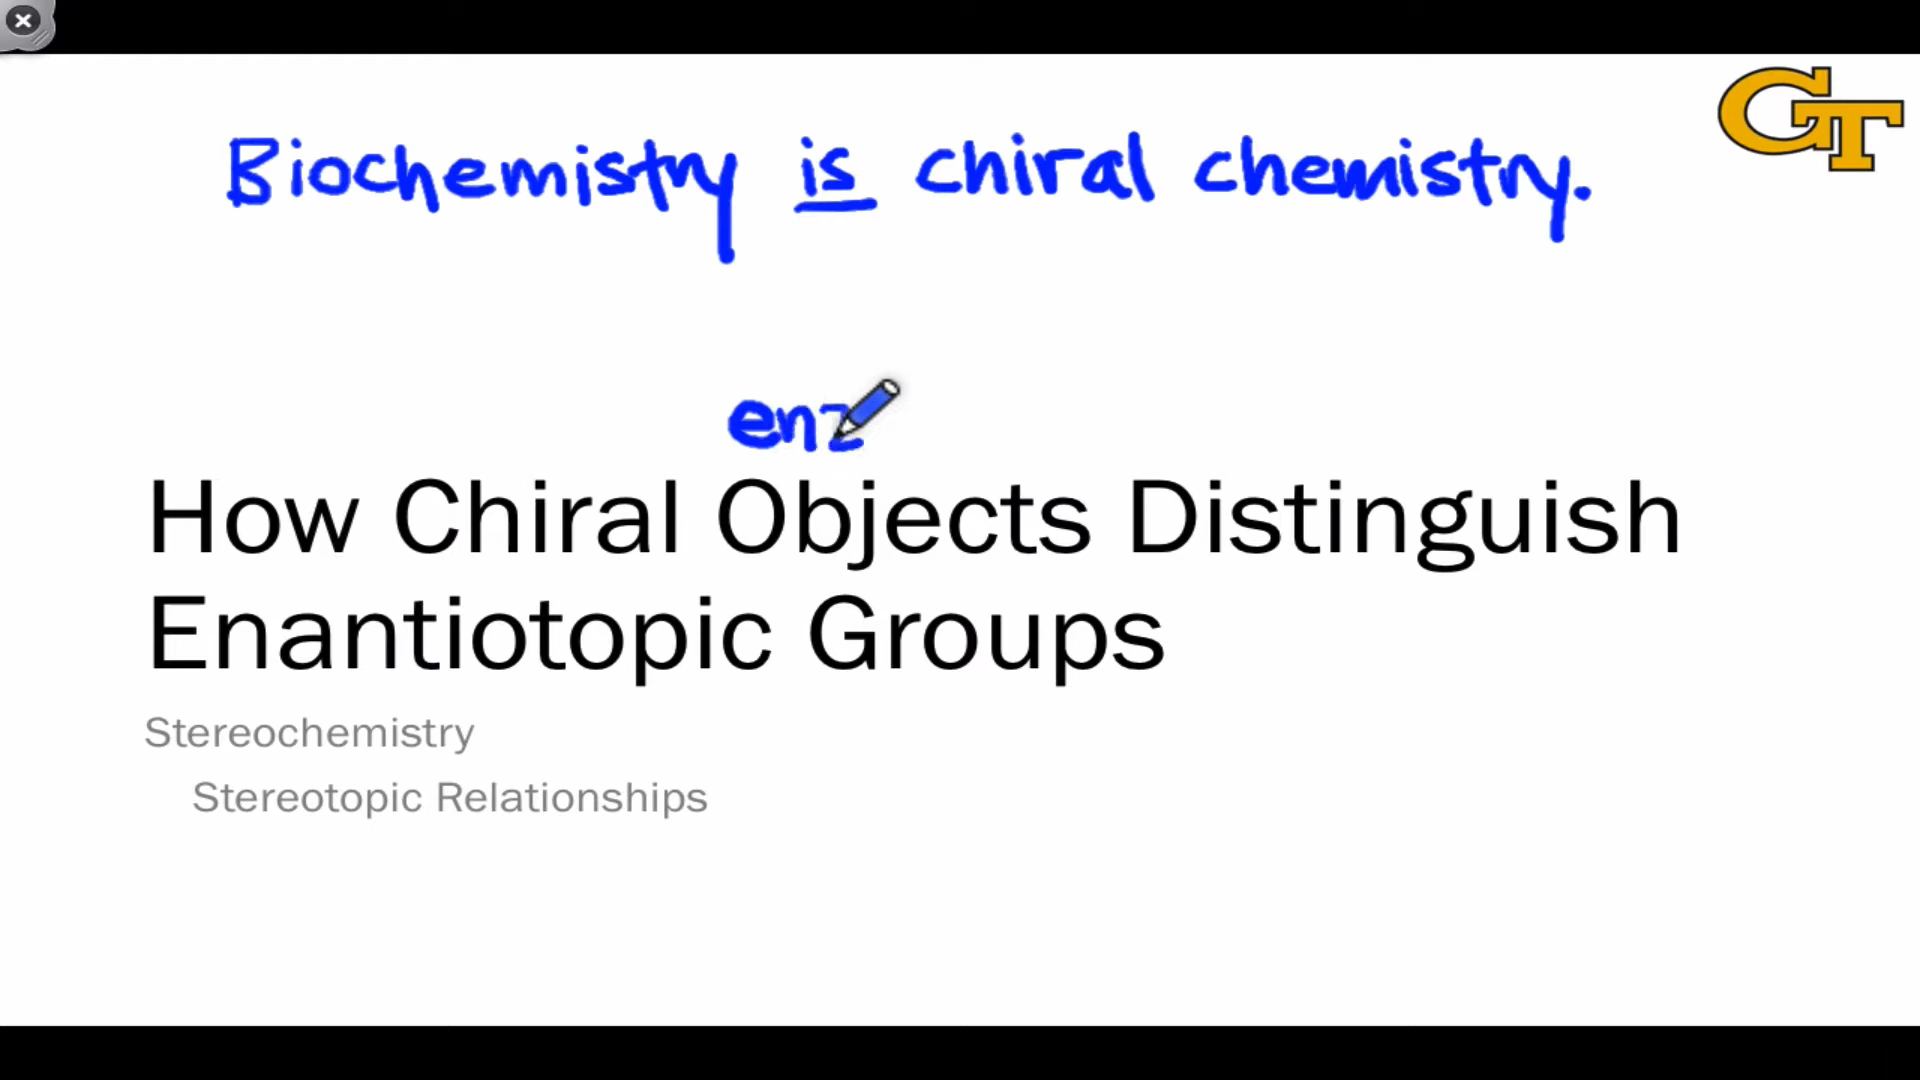 GT
Biochemistry is chiral chemistry.
enz
How Chiral Objects Distinguish
Enantiotopic Groups
Stereochemistry
Stereotopic Relationships